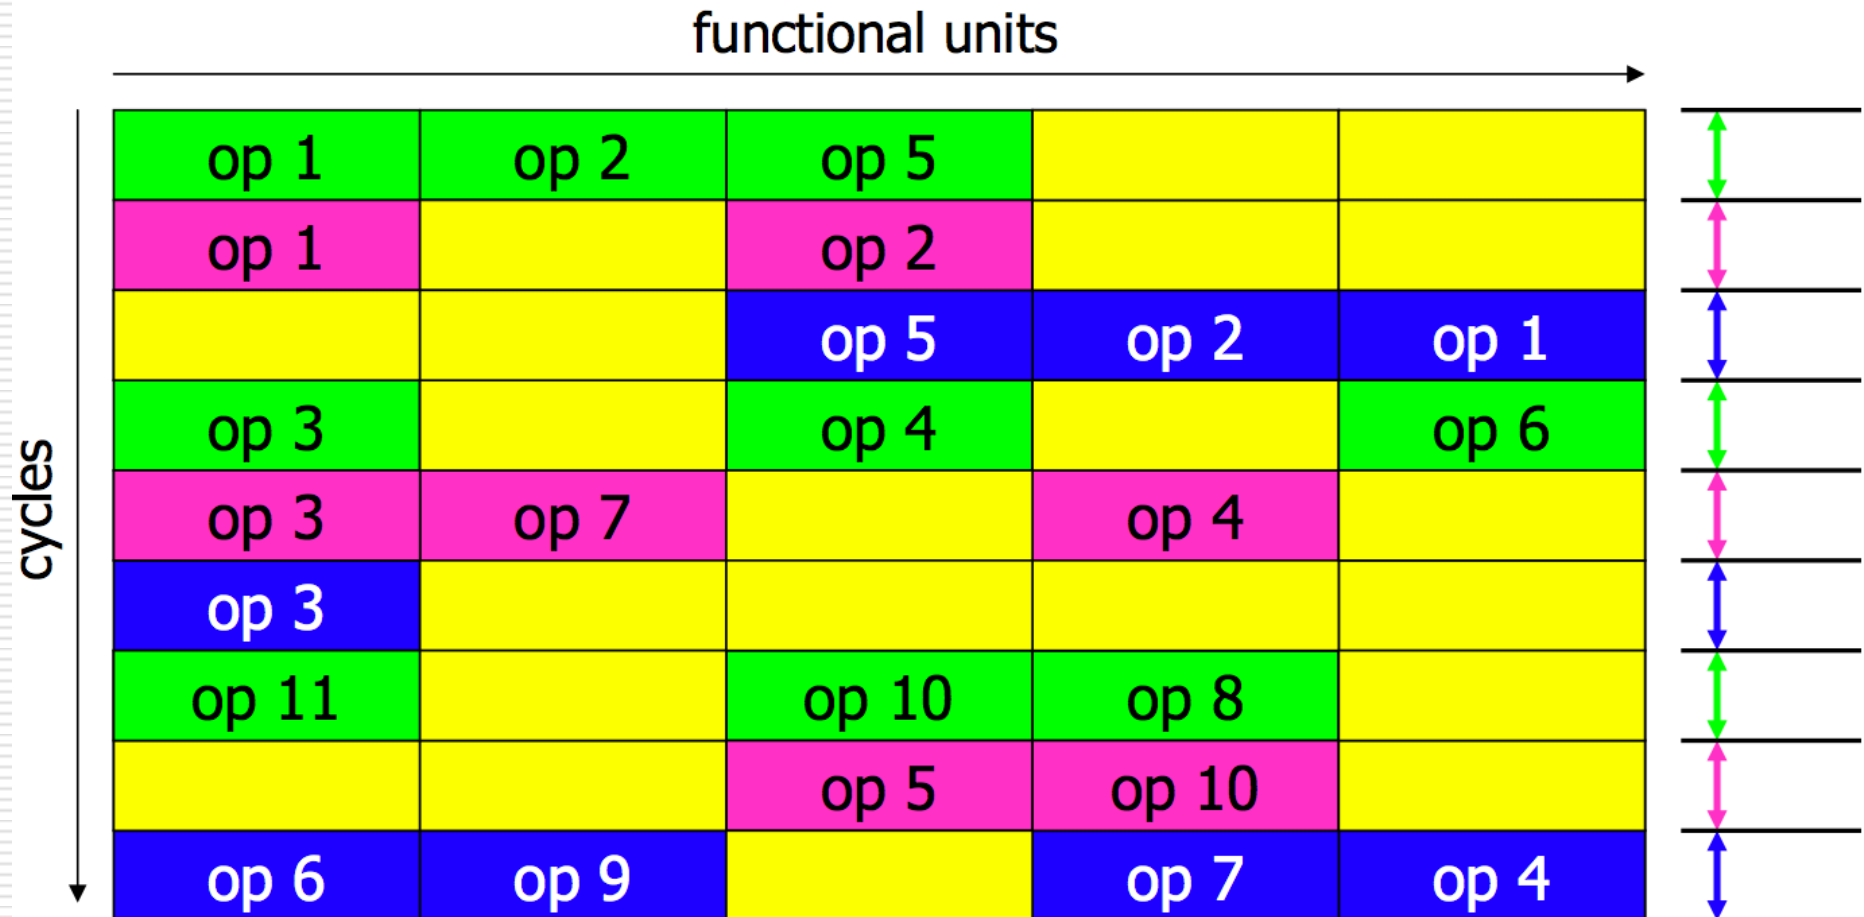 functional units
cycles
op 1 op 2 op 5
op 1 op 2
op 5 op 2 op 1
op 3 op 4 op 6
op 3 op 7 op 4
op 3
op 11 op 10 op 8
op 5 op 10
op 6 op 9 op 7 op 4